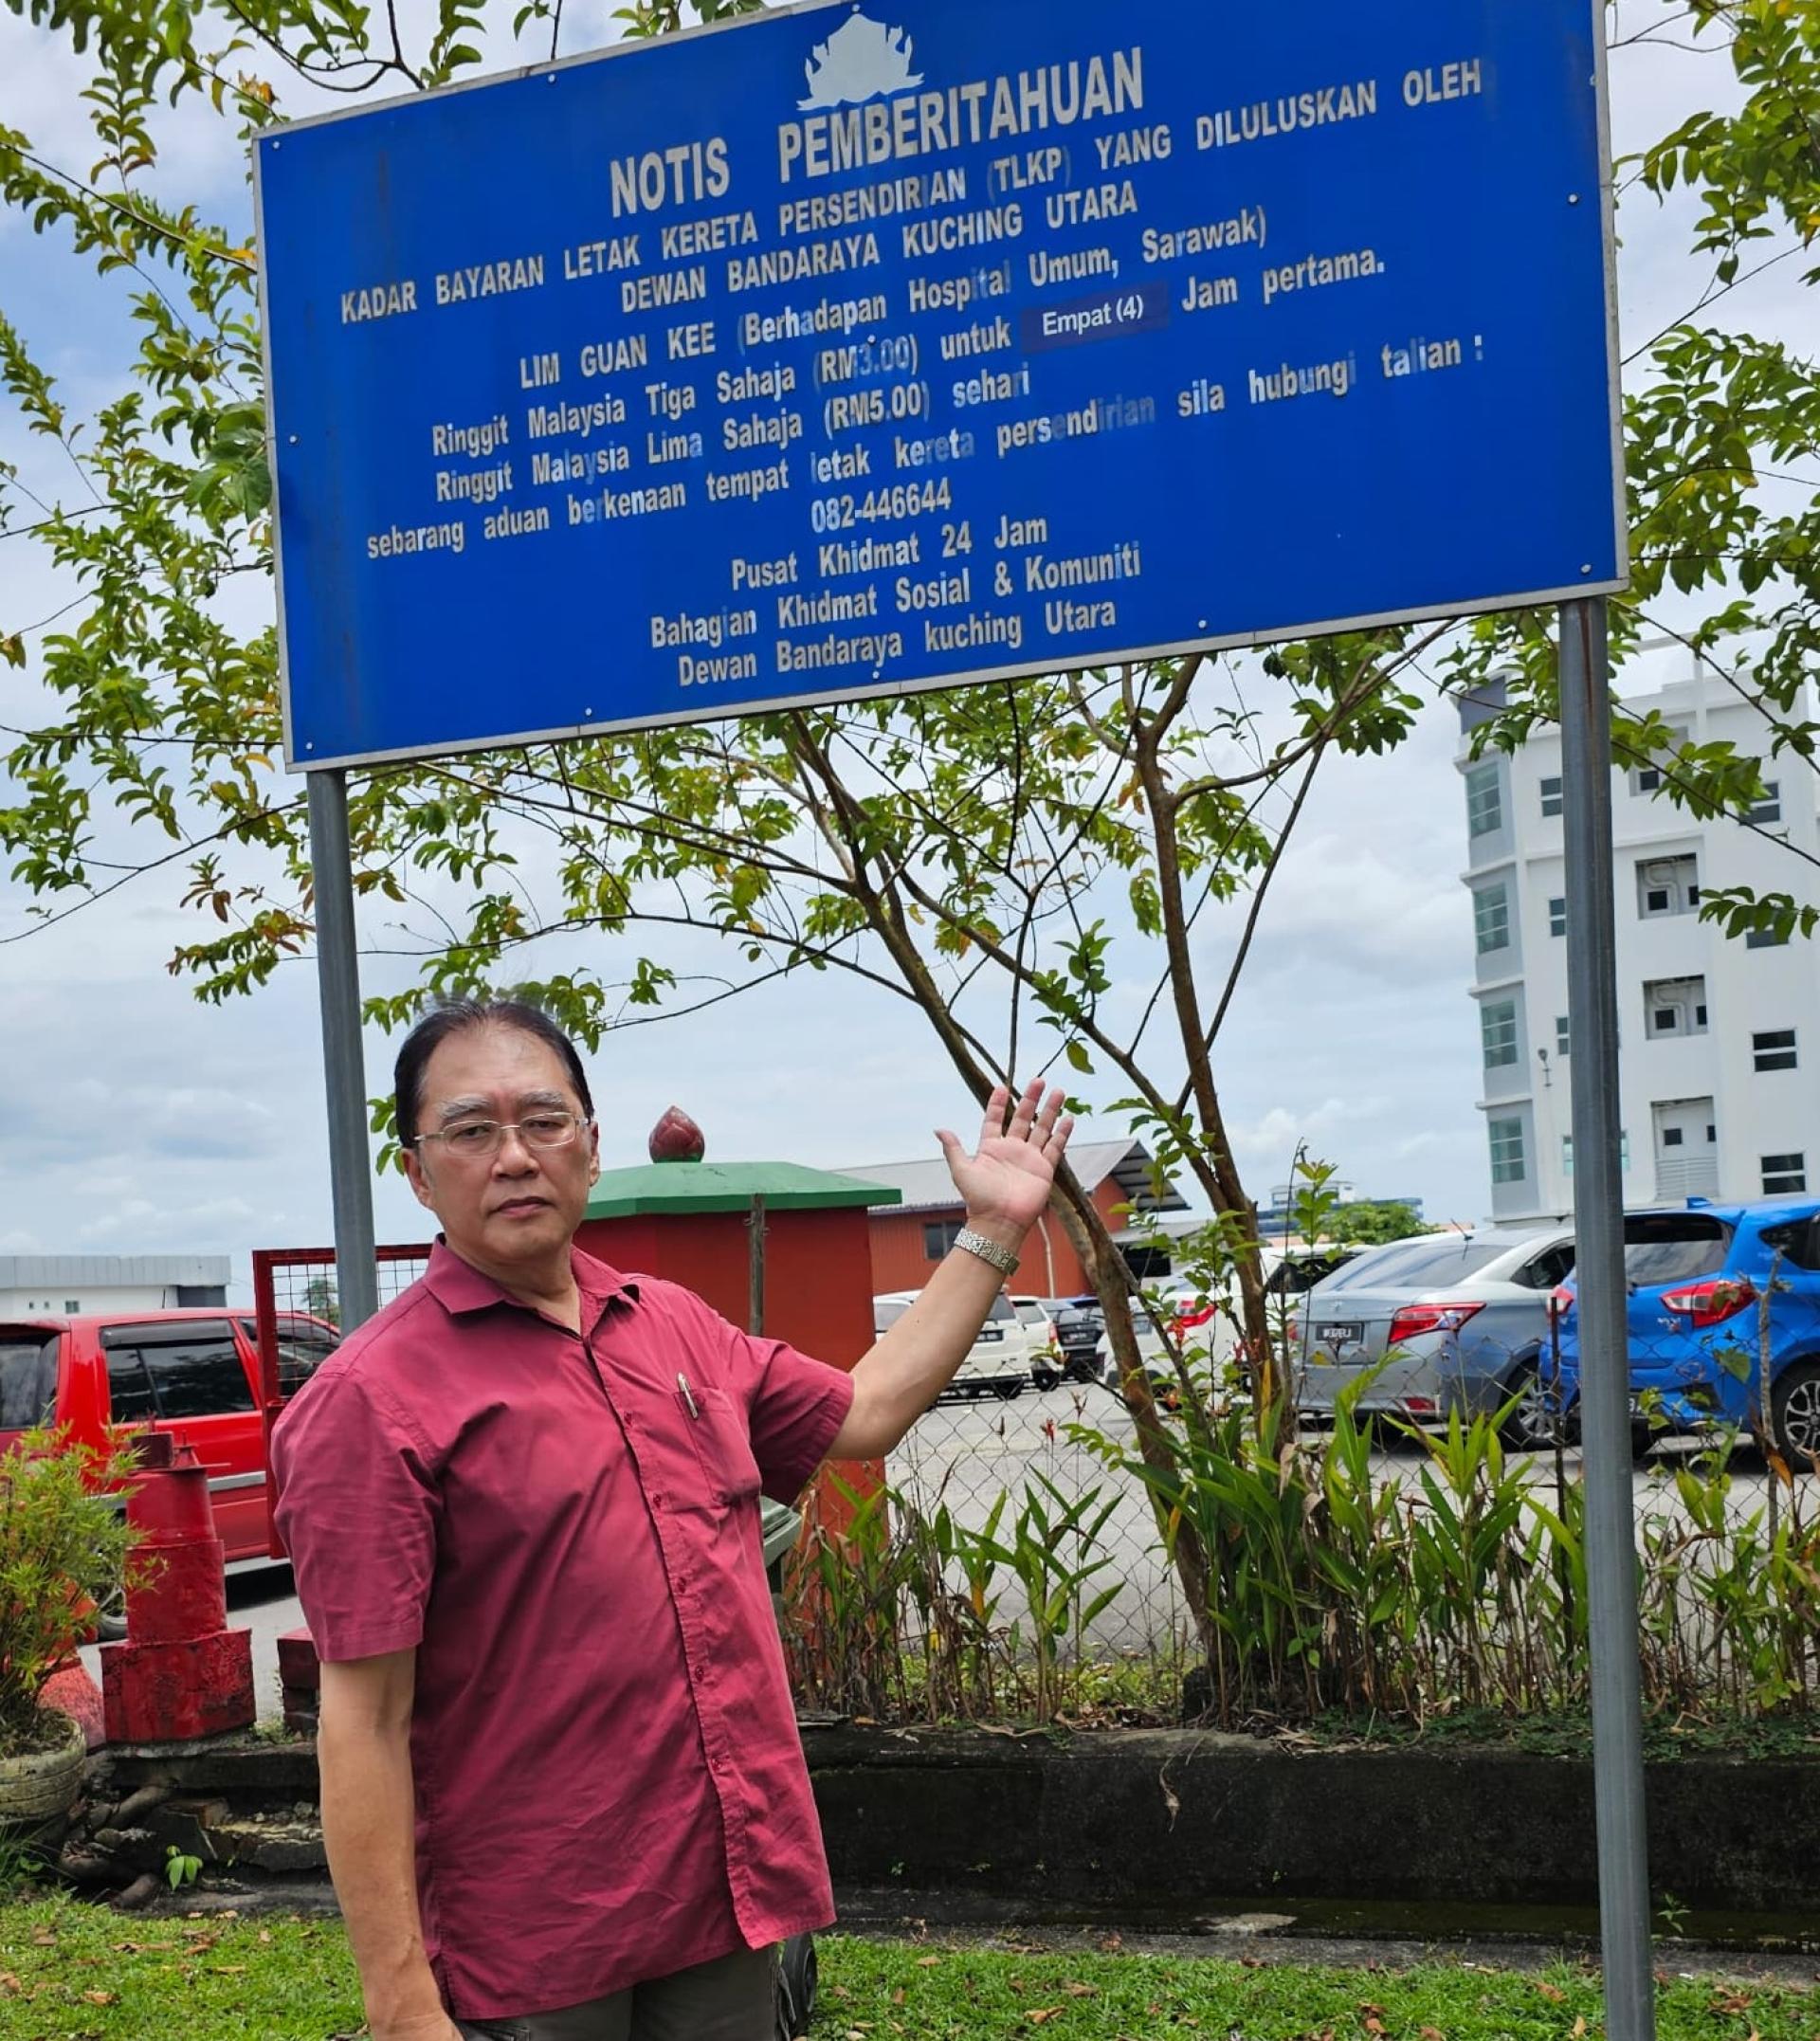 NOTIS PEMBERITAHUAN
KADAR BAYARAN LETAK KERETA PERSENDIRIAN (TLKP) YANG DILULUSKAN OLEH
DEWAN BANDARAYA KUCHING UTARA
LIM GUAN KEE (Berhadapan Hospital Umum, Sarawak)
Ringgit Malaysia Tiga Sahaja (RM3.00) untuk Empat (4) Jam pertama.
Ringgit Malaysia Lima Sahaja (RM5.00) sehari
sebarang aduan berkenaan tempat letak kereta persendirian sila hubungi talian :
082-446644
Pusat Khidmat 24 Jam
Bahagian Khidmat Sosial & Komuniti
Dewan Bandaraya kuching Utara